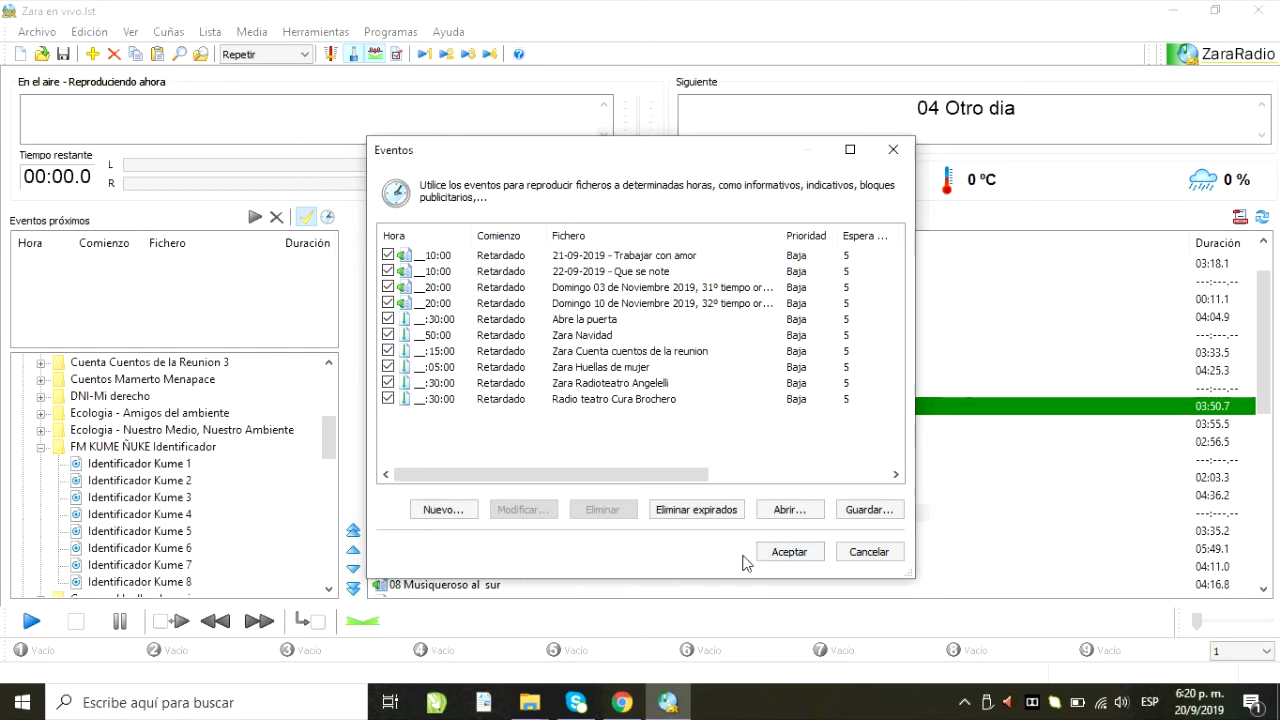 Zara en vivo.lst
Archivo Edición Ver Cuñas Lista Media Herramientas Programas Ayuda
Repetir 1 2 3 4 ZaraRadio
En el aire - Reproduciendo ahora
Siguiente
04 Otro dia
Tiempo restante
00:00.0
L
R
0 ºC
0 %
Eventos próximos
Hora Comienzo Fichero Duración
Cuenta Cuentos de la Reunion 3
Cuentos Mamerto Menapace
DNI-Mi derecho
Ecologia - Amigos del ambiente
Ecologia - Nuestro Medio, Nuestro Ambiente
FM KUME ÑUKE Identificador
Identificador Kume 1
Identificador Kume 2
Identificador Kume 3
Identificador Kume 4
Identificador Kume 5
Identificador Kume 6
Identificador Kume 7
Identificador Kume 8
Eventos
Utilice los eventos para reproducir ficheros a determinadas horas, como informativos, indicativos, bloques
publicitarios,...
Hora Comienzo Fichero Prioridad Espera ...
__10:00 Retardado 21-09-2019 - Trabajar con amor Baja 5
__10:00 Retardado 22-09-2019 - Que se note Baja 5
__20:00 Retardado Domingo 03 de Noviembre 2019, 31º tiempo or... Baja 5
__20:00 Retardado Domingo 10 de Noviembre 2019, 32º tiempo or... Baja 5
__:30:00 Retardado Abre la puerta Baja 5
__50:00 Retardado Zara Navidad Baja 5
__:15:00 Retardado Zara Cuenta cuentos de la reunion Baja 5
__:05:00 Retardado Zara Huellas de mujer Baja 5
__:30:00 Retardado Zara Radioteatro Angelelli Baja 5
__:30:00 Retardado Radio teatro Cura Brochero Baja 5
Nuevo... Modificar... Eliminar Eliminar expirados Abrir... Guardar...
Aceptar Cancelar
Duración
03:18.1
---:---.--
00:11.1
04:04.9
---:---.--
03:33.5
04:25.3
---:---.--
03:50.7
03:55.5
02:56.5
---:---.--
02:03.3
04:36.2
---:---.--
03:35.2
05:49.1
04:11.0
08 Musiqueroso al sur 04:16.8
1 Vacío 2 Vacío 3 Vacío 4 Vacío 5 Vacío 6 Vacío 7 Vacío 8 Vacío 9 Vacío 1
Escribe aquí para buscar
ESP
6:20 p. m.
20/9/2019
1